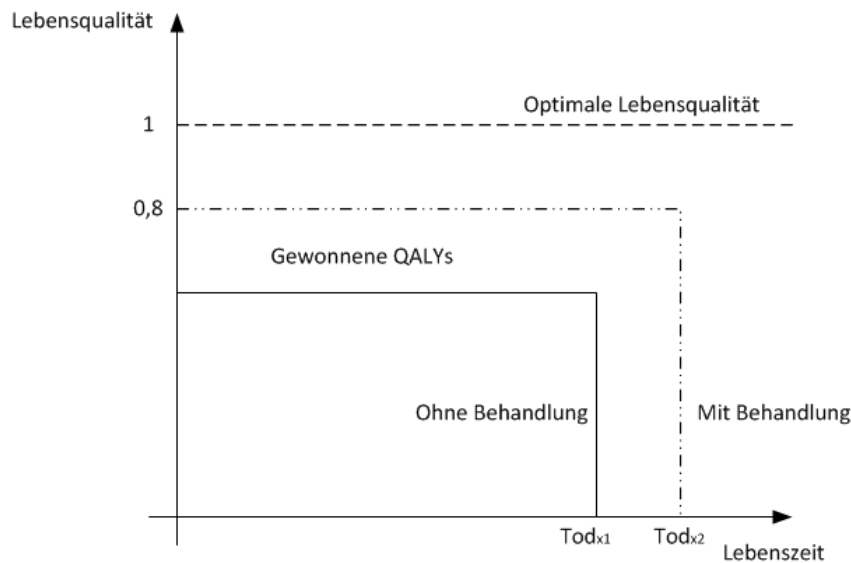 Lebensqualität
Optimale Lebensqualität
1
0,8
Gewonnene QALYs
Ohne Behandlung
Mit Behandlung
Todx1
Todx2
Lebenszeit